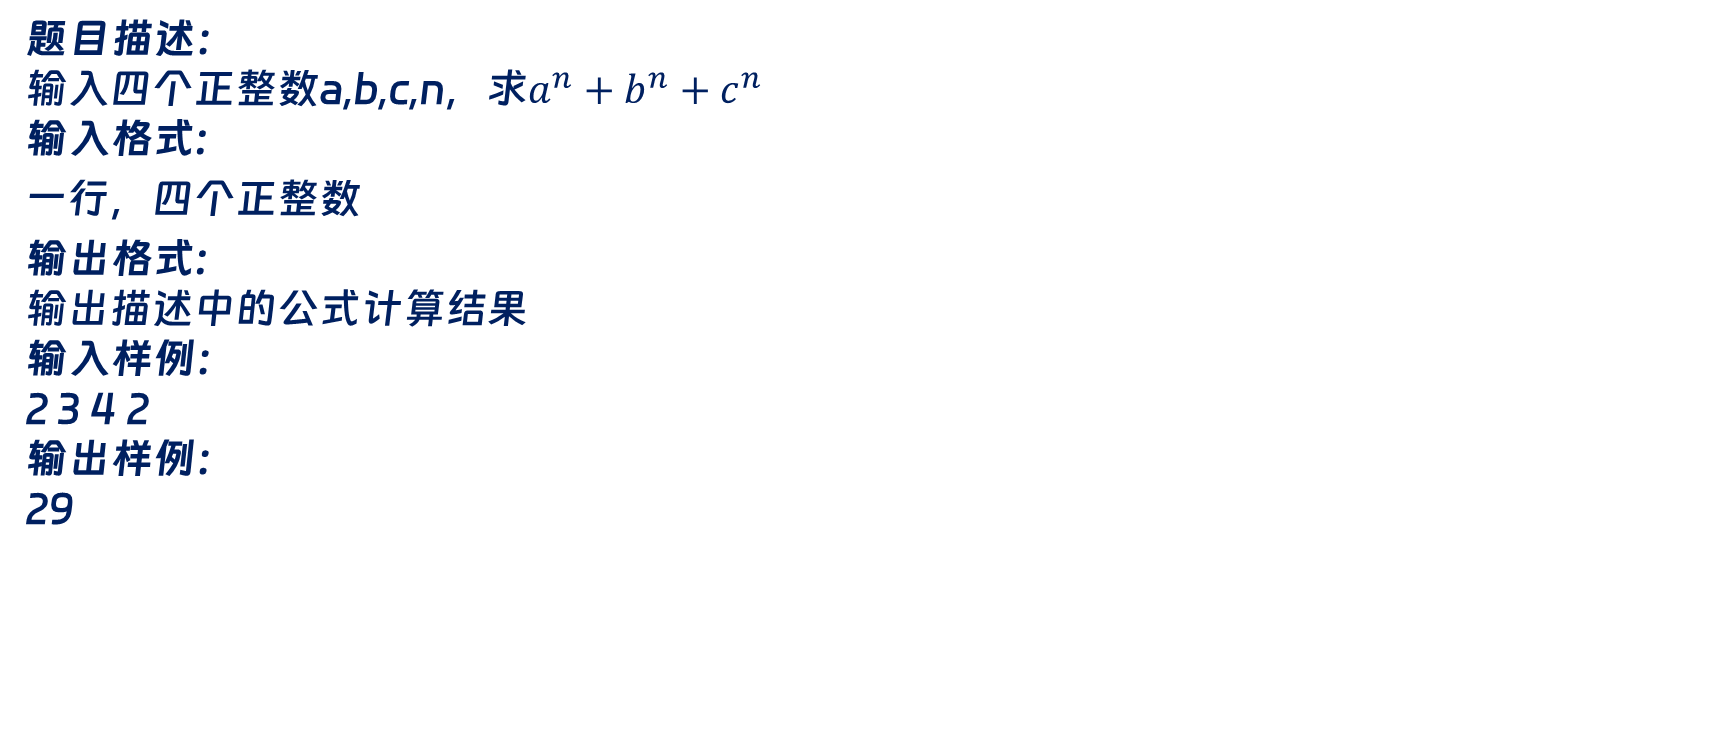 题目描述：
输入四个正整数a,b,c,n，求aⁿ + bⁿ + cⁿ
输入格式：
一行，四个正整数
输出格式：
输出描述中的公式计算结果
输入样例：
2 3 4 2
输出样例：
29